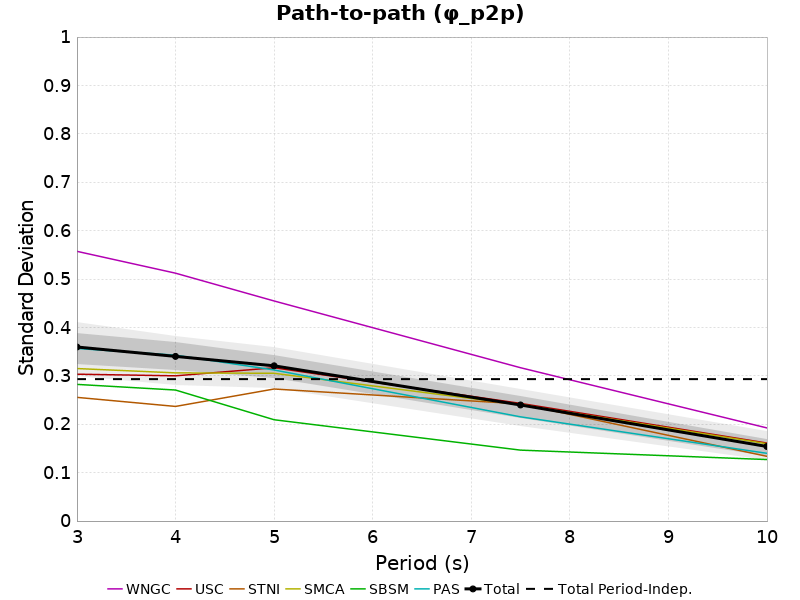 Path-to-path (φ_p2p)
1
0.9
0.8
0.7
0.6
0.5
0.4
0.3
0.2
0.1
0
Standard Deviation
3 4 5 6 7 8 9 10
Period (s)
WNGC USC STNI SMCA SBSM PAS Total Total Period-Indep.